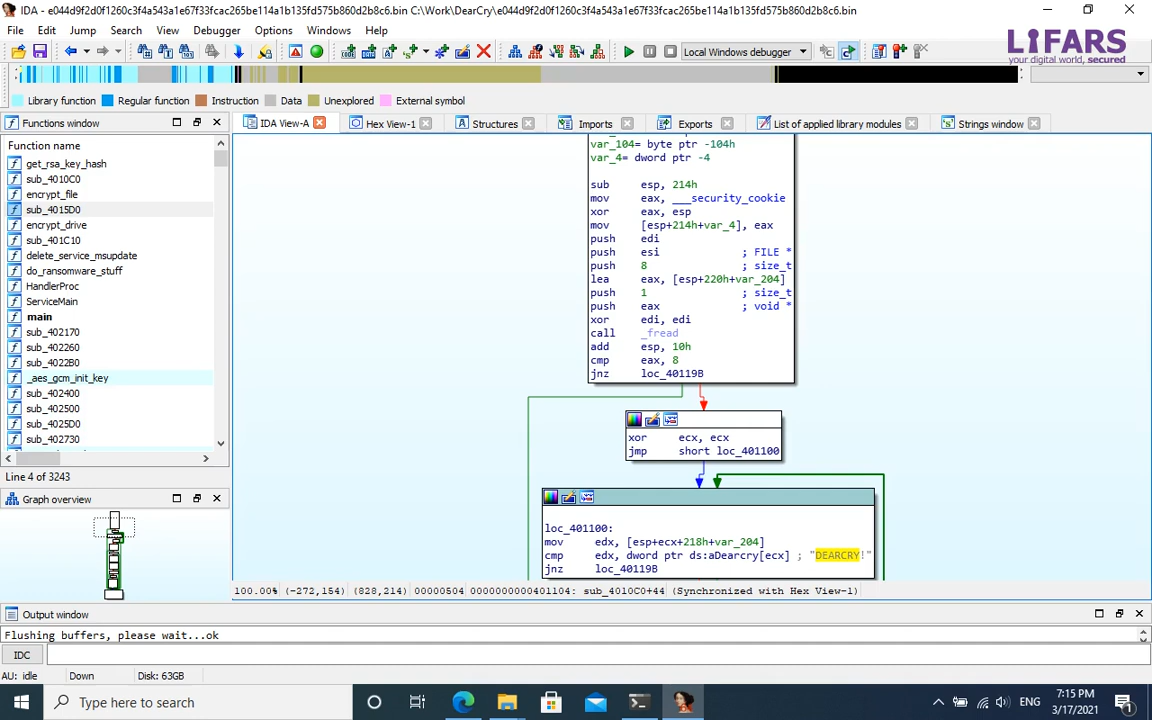 IDA - e044d9f2d0f1260c3f4a543a1e67f33fcac265be114a1b135fd575b860d2b8c6.bin C:\Work\DearCry\e044d9f2d0f1260c3f4a543a1e67f33fcac265be114a1b135fd575b860d2b8c6.bin
File Edit Jump Search View Debugger Options Windows Help
Local Windows debugger
LIFARS
your digital world, secured
Library function Regular function Instruction Data Unexplored External symbol
Functions window
IDA View-A Hex View-1 Structures Imports Exports List of applied library modules Strings window
Function name
get_rsa_key_hash
sub_4010C0
encrypt_file
sub_4015D0
encrypt_drive
sub_401C10
delete_service_msupdate
do_ransomware_stuff
HandlerProc
ServiceMain
main
sub_402170
sub_402260
sub_4022B0
_aes_gcm_init_key
sub_402400
sub_402500
sub_4025D0
sub_402730
Line 4 of 3243
Graph overview
var_104= byte ptr -104h
var_4= dword ptr -4
sub esp, 214h
mov eax, ___security_cookie
xor eax, esp
mov [esp+214h+var_4], eax
push edi
push esi ; FILE *
push 8 ; size_t
lea eax, [esp+220h+var_204]
push 1 ; size_t
push eax ; void *
xor edi, edi
call _fread
add esp, 10h
cmp eax, 8
jnz loc_40119B
xor ecx, ecx
jmp short loc_401100
loc_401100:
mov edx, [esp+ecx+218h+var_204]
cmp edx, dword ptr ds:aDearcry[ecx] ; "DEARCRY!"
jnz loc_40119B
100.00% (-272,154) (828,214) 00000504 0000000000401104: sub_4010C0+44 (Synchronized with Hex View-1)
Output window
Flushing buffers, please wait...ok
IDC
AU: idle Down Disk: 63GB
Type here to search
ENG
7:15 PM
3/17/2021
1